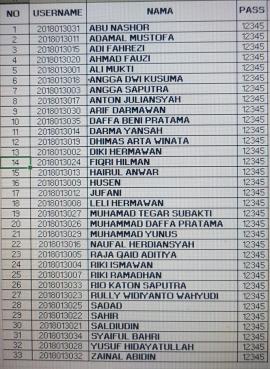 NO USERNAME NAMA PASS
1 2018013031 ABU NASHOR 12345
2 2018013011 ADAMAL MUSTOFA 12345
3 2018013015 ADI FAHREZI 12345
4 2018013020 AHMAD FAUZI 12345
5 2018013001 ALI MUKTI 12345
6 2018013018 ANGGA DWI KUSUMA 12345
7 2018013003 ANGGA SAPUTRA 12345
8 2018013017 ANTON JULIANSYAH 12345
9 2018013030 ARIF DARMAWAN 12345
10 2018013035 DAFFA BENI PRATAMA 12345
11 2018013014 DARMA YANSAH 12345
12 2018013019 DHIMAS ARTA WINATA 12345
13 2018013002 DIKI HERMAWAN 12345
14 2018013024 FIQRI HILMAN 12345
15 2018013013 HAIRUL ANWAR 12345
16 2018013009 HUSEN 12345
17 2018013012 JUFANI 12345
18 2018013008 LELI HERMAWAN 12345
19 2018013027 MUHAMAD TEGAR SUBAKTI 12345
20 2018013026 MUHAMMAD DAFFA PRATAMA 12345
21 2018013029 MUHAMMAD YUNUS 12345
22 2018013016 NAUFAL HERDIANSYAH 12345
23 2018013005 RAJA QAID ADITIYA 12345
24 2018013004 RIKI ISMAWAN 12345
25 2018013007 RIKI RAMADHAN 12345
26 2018013033 RIO KATON SAPUTRA 12345
27 2018013023 RULLY WIDIYANTO WAHYUDI 12345
28 2018013025 SADAD 12345
29 2018013022 SAHIR 12345
30 2018013021 SALDIUDIN 12345
31 2018013034 SYAIFUL BAHRI 12345
32 2018013028 YUSUF HIDAYATULLAH 12345
33 2018013032 ZAINAL ABIDIN 12345